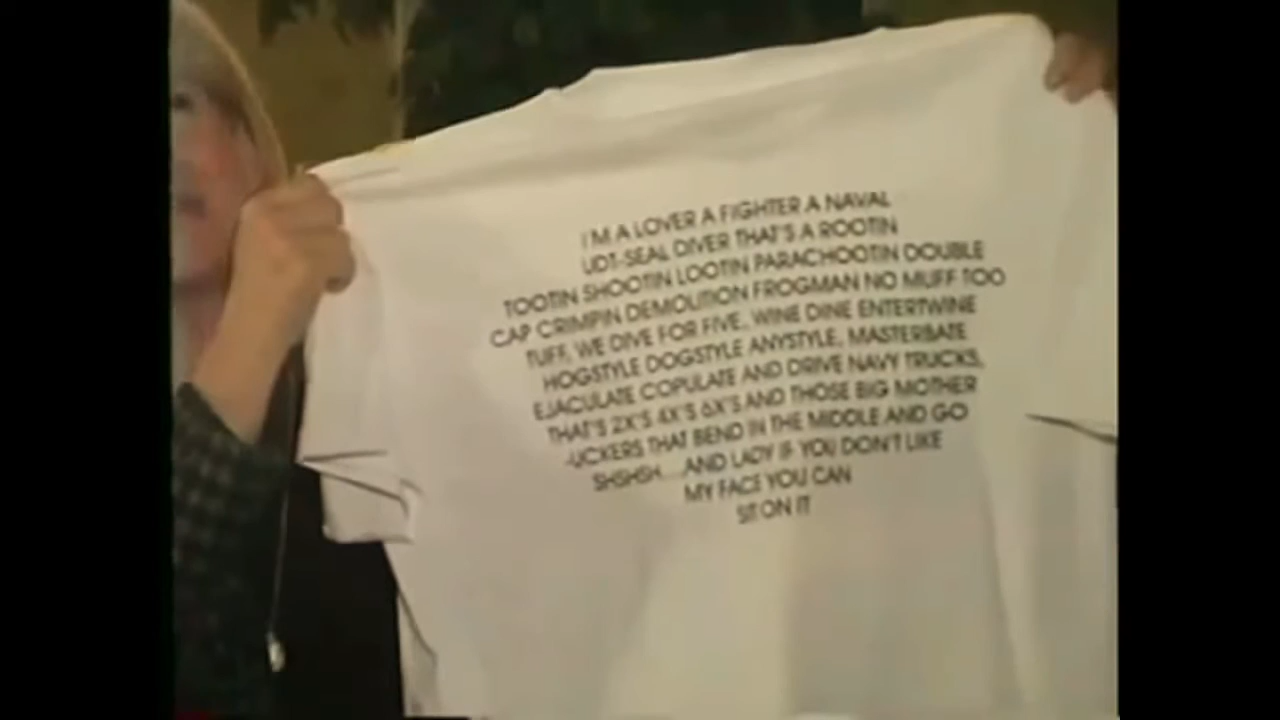 I'M A LOVER A FIGHTER A NAVAL
UDT-SEAL DIVER THAT'S A ROOTIN
TOOTIN SHOOTIN LOOTIN PARACHOOTIN DOUBLE
CAP CRIMPIN DEMOLITION FROGMAN NO MUFF TOO
TUFF, WE DIVE FOR FIVE, WINE DINE ENTERTWINE
HOGSTYLE DOGSTYLE ANYSTYLE, MASTERBATE
EJACULATE COPULATE AND DRIVE NAVY TRUCKS,
THAT'S 2X'S 4X'S 6X'S AND THOSE BIG MOTHER
-UCKERS THAT BEND IN THE MIDDLE AND GO
SHSHSH....AND LADY IF YOU DON'T LIKE
MY FACE YOU CAN
SIT ON IT